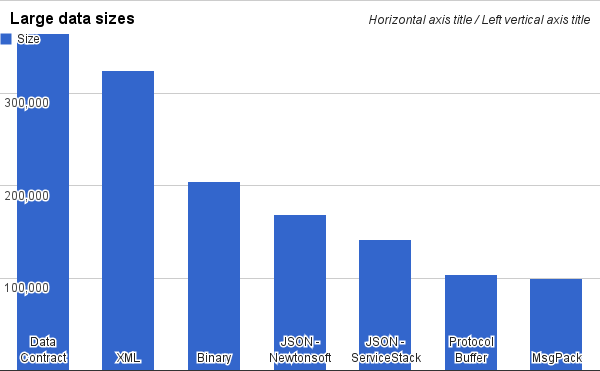 Large data sizes
Horizontal axis title / Left vertical axis title
Size
300,000
200,000
100,000
Data
Contract
XML
Binary
JSON -
Newtonsoft
JSON -
ServiceStack
Protocol
Buffer
MsgPack